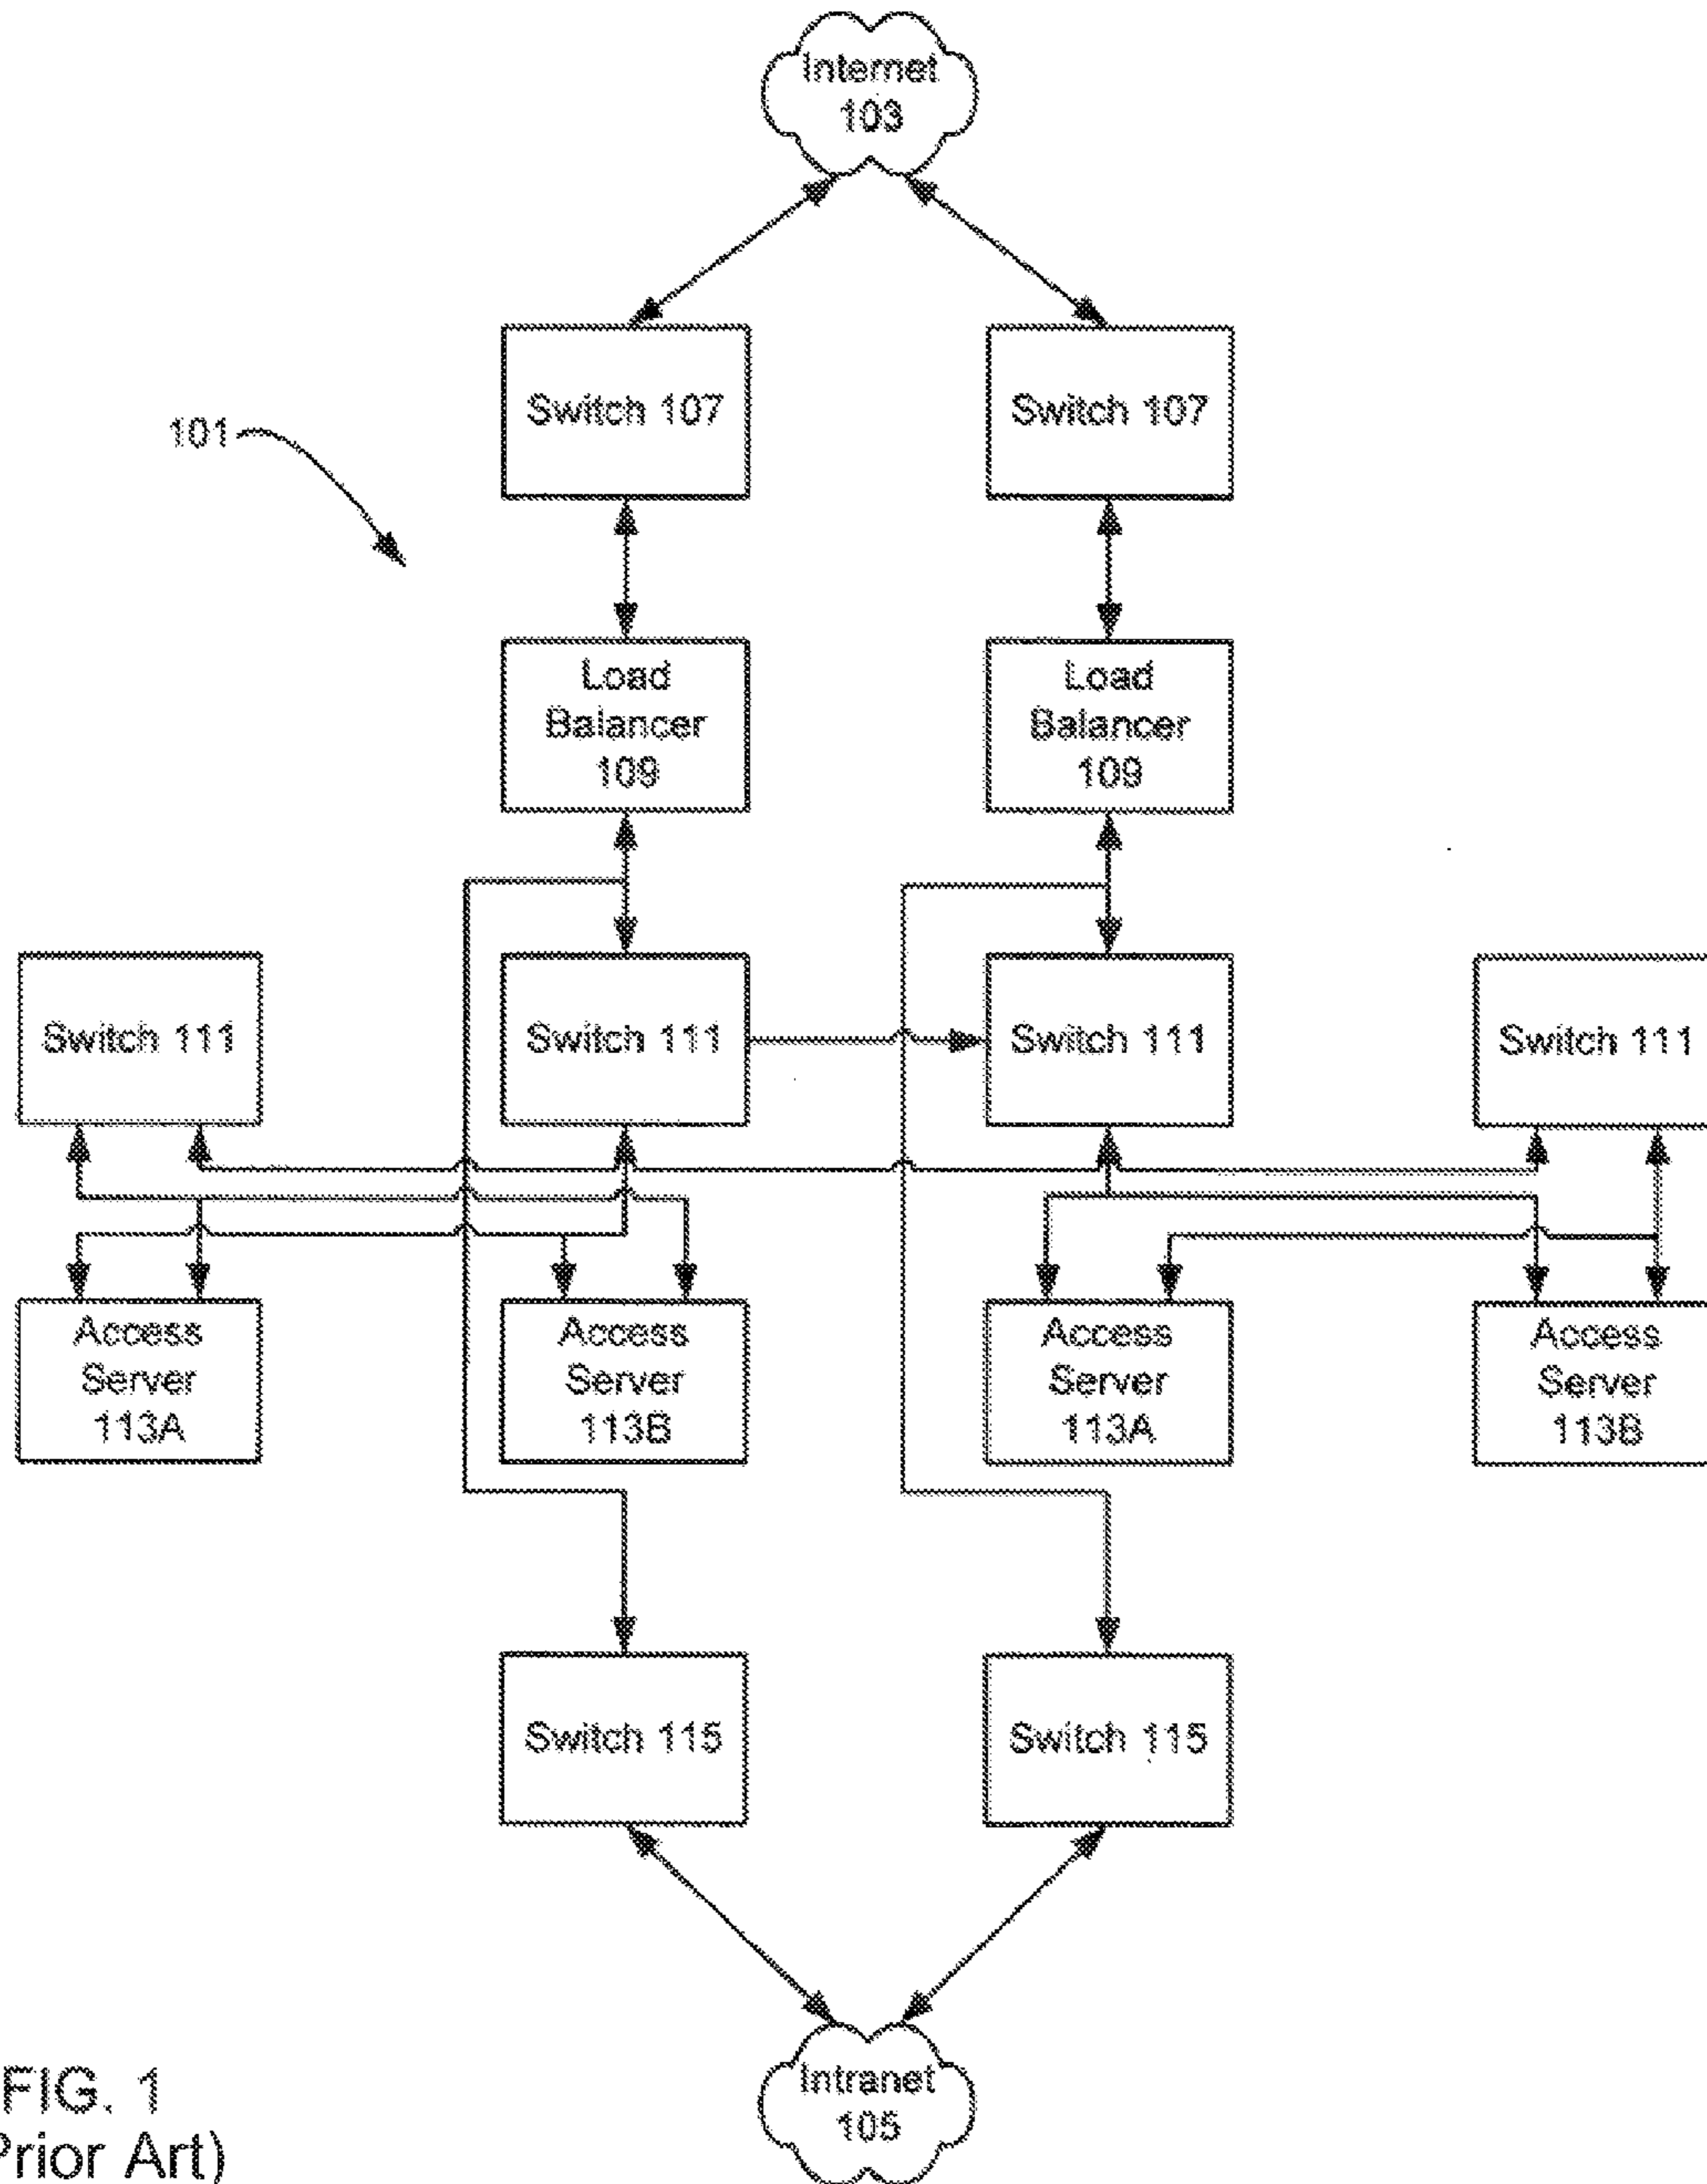 Internet
103
Switch 107
Switch 107
101
Load
Balancer
109
Load
Balancer
109
Switch 111
Switch 111
Switch 111
Switch 111
Access
Server
113A
Access
Server
113B
Access
Server
113A
Access
Server
113B
Switch 115
Switch 115
Intranet
105
FIG. 1
Prior Art)